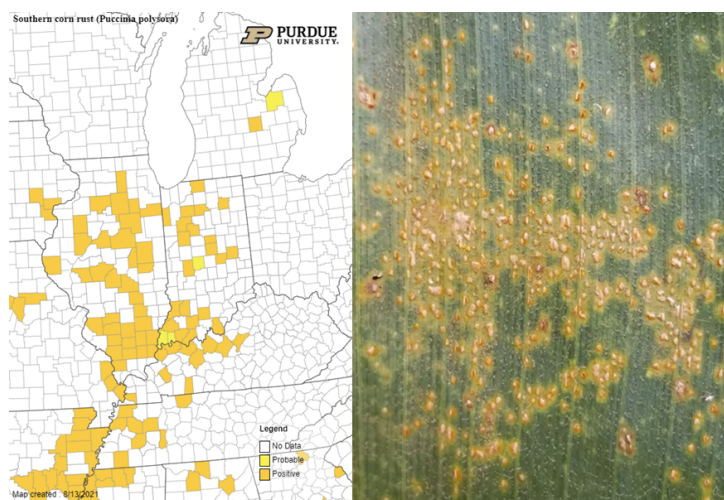 Southern corn rust (Puccinia polysora)
PURDUE
UNIVERSITY.
Legend
No Data
Probable
Positive
Map created : 8/13/2021